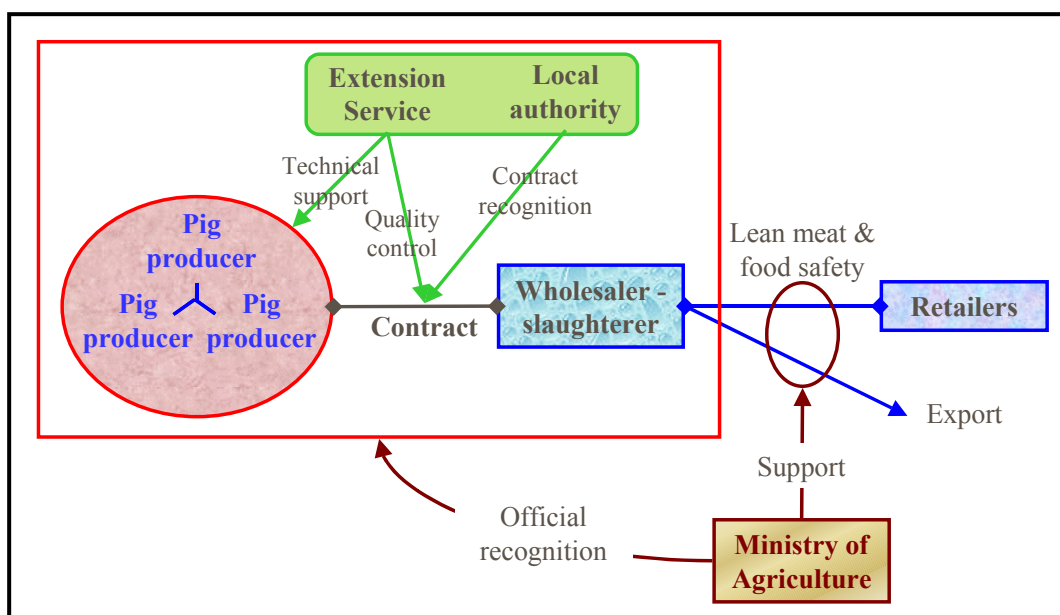 Extension
Service
Local
authority
Technical
support
Quality
control
Contract
recognition
Pig
producer
Pig
producer
Pig
producer
Contract
Wholesaler -
slaughterer
Lean meat &
food safety
Retailers
Export
Support
Official
recognition
Ministry of
Agriculture